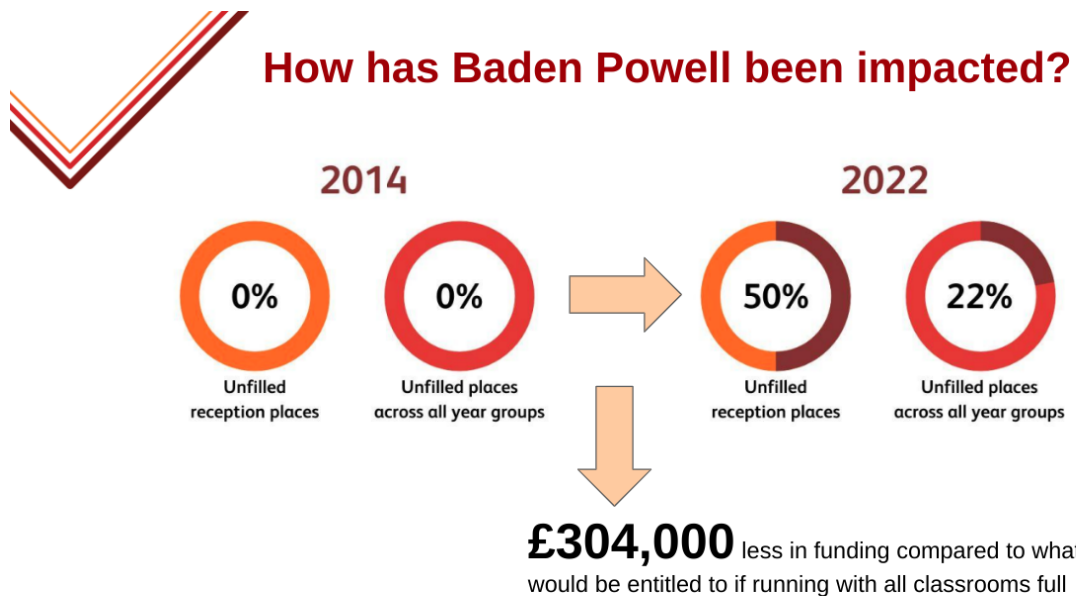 How has Baden Powell been impacted?
2014
2022
0%
0%
50%
22%
Unfilled
reception places
Unfilled places
across all year groups
Unfilled
reception places
Unfilled places
across all year groups
£304,000 less in funding compared to what
would be entitled to if running with all classrooms full